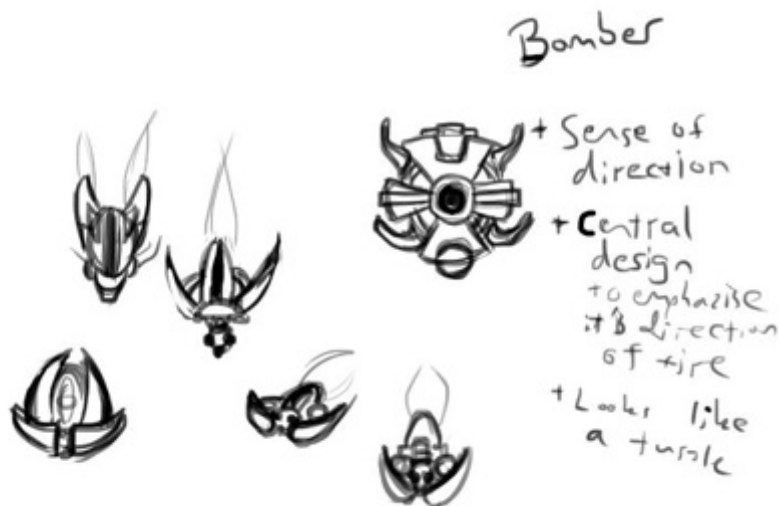 Bomber
+ Sense of
direction
+ Central
design
to emphasize
it's direction
of fire
+ Looks like
a turtle